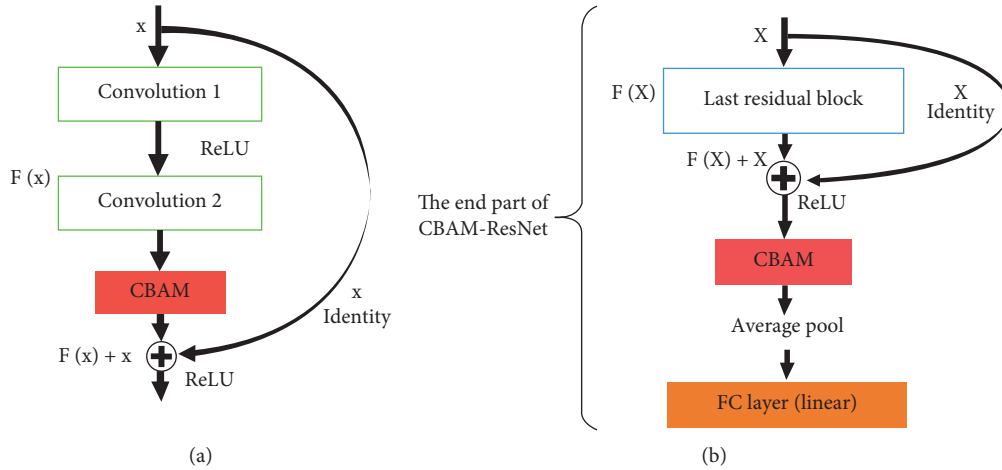 x
Convolution 1
ReLU
F (x)
Convolution 2
CBAM
x
Identity
F (x) + x
ReLU
(a)
The end part of
CBAM-ResNet
X
F (X)
Last residual block
X
Identity
F (X) + X
ReLU
CBAM
Average pool
FC layer (linear)
(b)